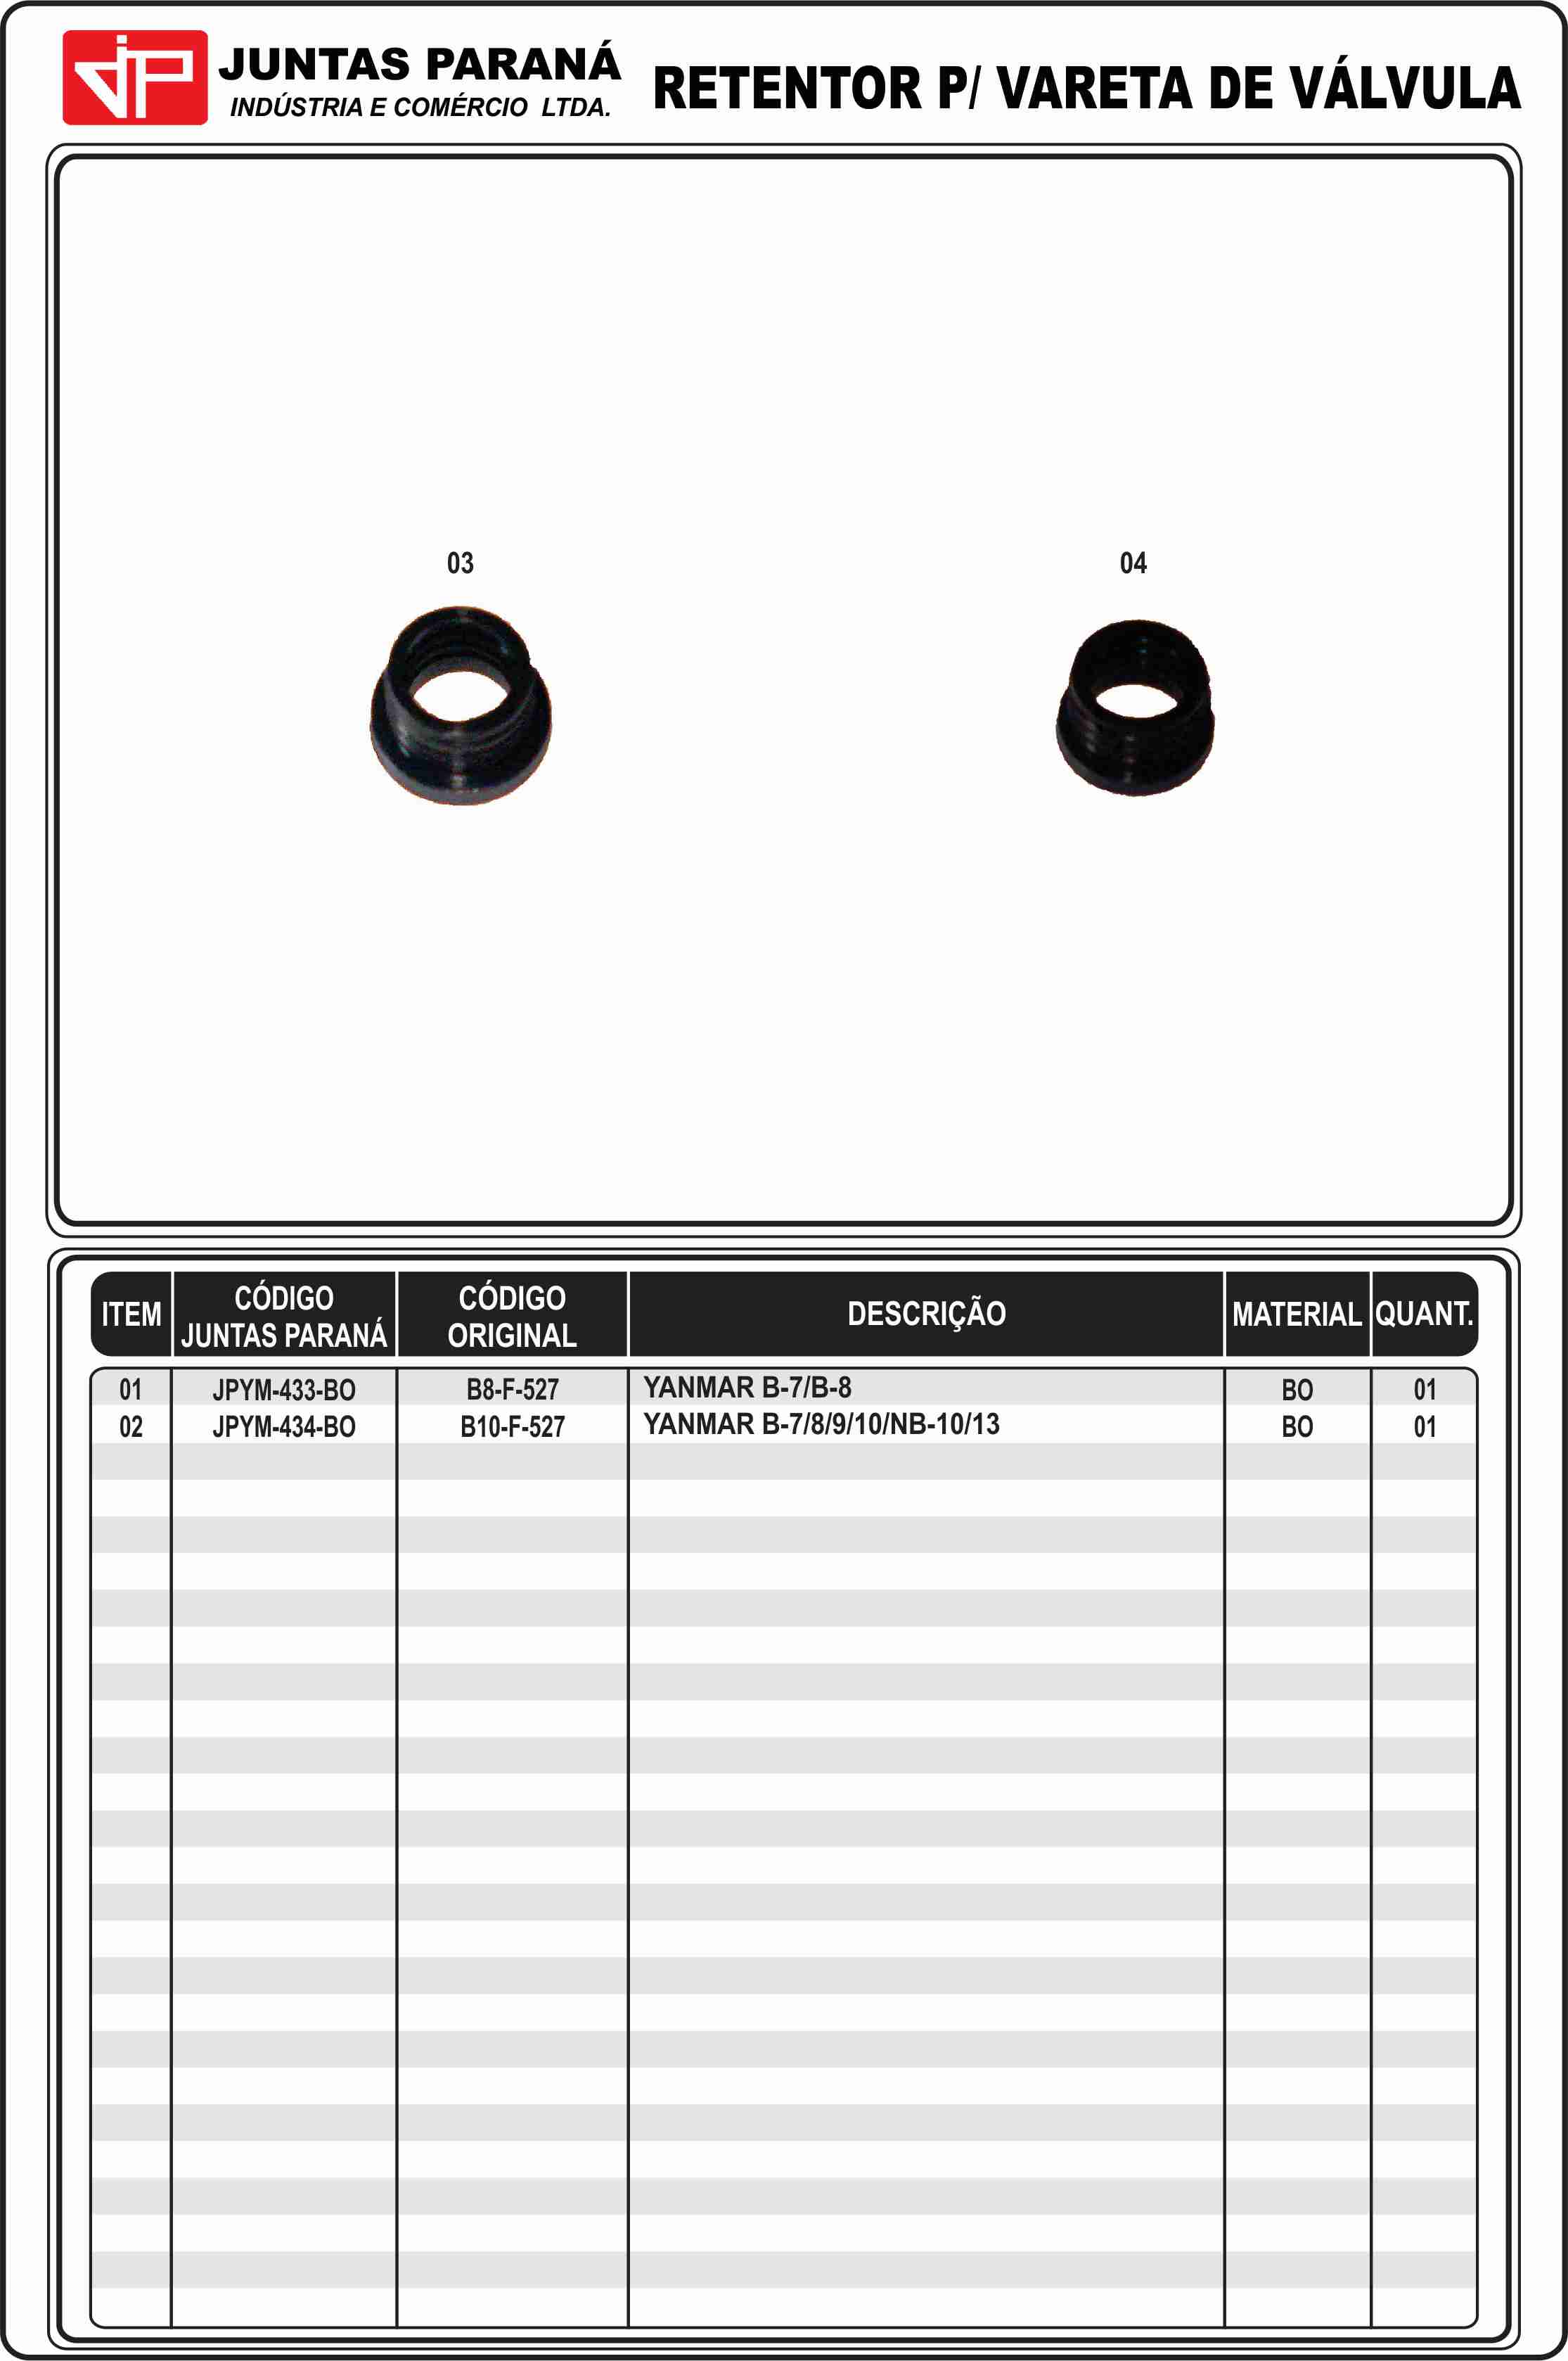 JP
JUNTAS PARANÁ
INDÚSTRIA E COMÉRCIO LTDA.
RETENTOR P/ VARETA DE VÁLVULA
03 04
ITEM CÓDIGO JUNTAS PARANÁ CÓDIGO ORIGINAL DESCRIÇÃO MATERIAL QUANT.
01 JPYM-433-BO B8-F-527 YANMAR B-7/B-8 BO 01
02 JPYM-434-BO B10-F-527 YANMAR B-7/8/9/10/NB-10/13 BO 01